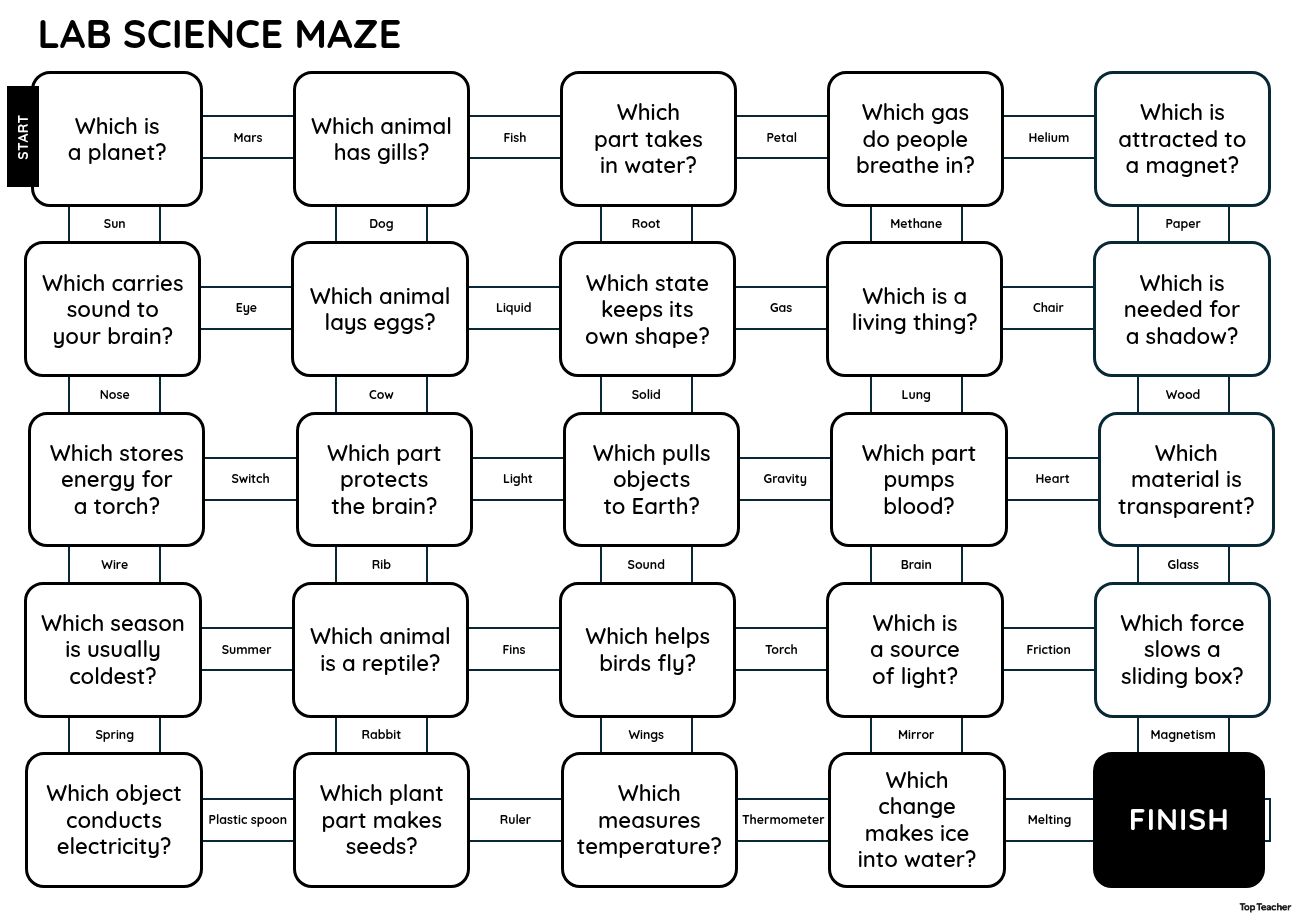 LAB SCIENCE MAZE
START
Which is
a planet?
Mars
Which animal
has gills?
Fish
Which
part takes
in water?
Petal
Which gas
do people
breathe in?
Helium
Which is
attracted to
a magnet?
Sun
Dog
Root
Methane
Paper
Which carries
sound to
your brain?
Eye
Which animal
lays eggs?
Liquid
Which state
keeps its
own shape?
Gas
Which is a
living thing?
Chair
Which is
needed for
a shadow?
Nose
Cow
Solid
Lung
Wood
Which stores
energy for
a torch?
Switch
Which part
protects
the brain?
Light
Which pulls
objects
to Earth?
Gravity
Which part
pumps
blood?
Heart
Which
material is
transparent?
Wire
Rib
Sound
Brain
Glass
Which season
is usually
coldest?
Summer
Which animal
is a reptile?
Fins
Which helps
birds fly?
Torch
Which is
a source
of light?
Friction
Which force
slows a
sliding box?
Spring
Rabbit
Wings
Mirror
Magnetism
Which object
conducts
electricity?
Plastic spoon
Which plant
part makes
seeds?
Ruler
Which
measures
temperature?
Thermometer
Which
change
makes ice
into water?
Melting
FINISH
Top Teacher